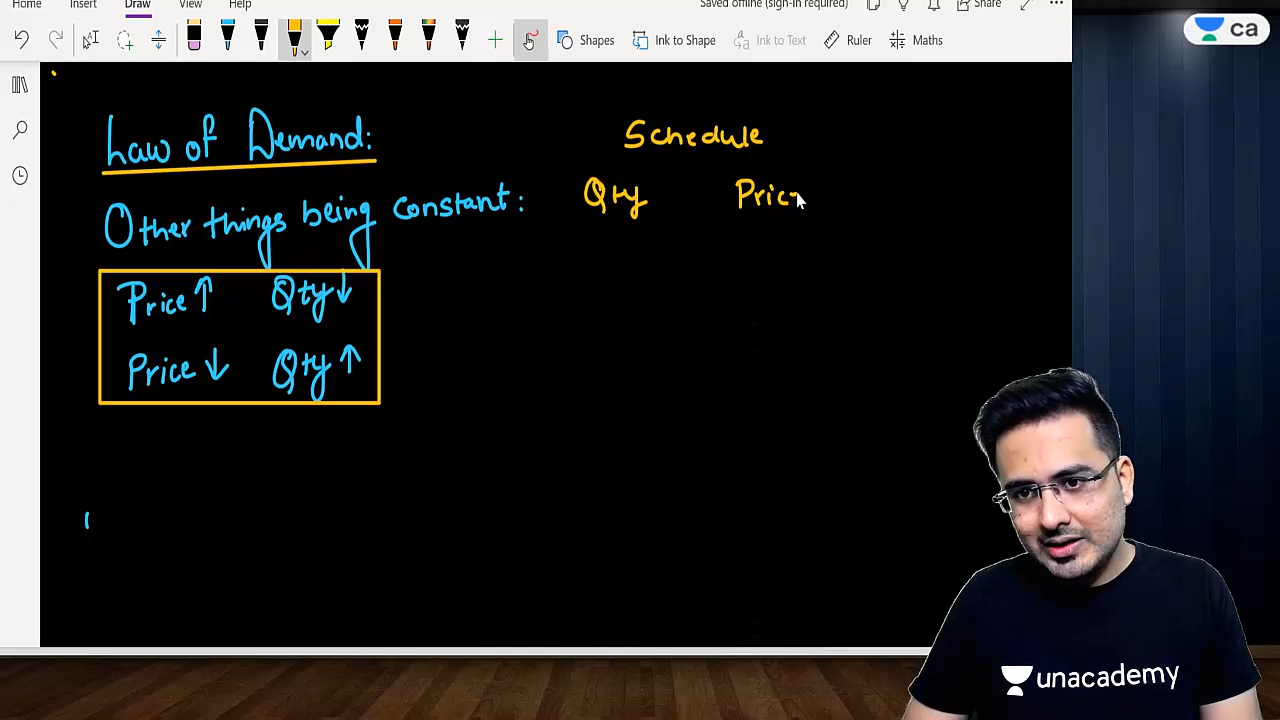 Home Insert Draw View Help Saved offline (sign-in required) Share
Shapes Ink to Shape Ink to Text Ruler Maths
ca
Law of Demand:
Other things being constant:
Price ↑ Qty ↓
Price ↓ Qty ↑
Schedule
Qty Pric
unacademy